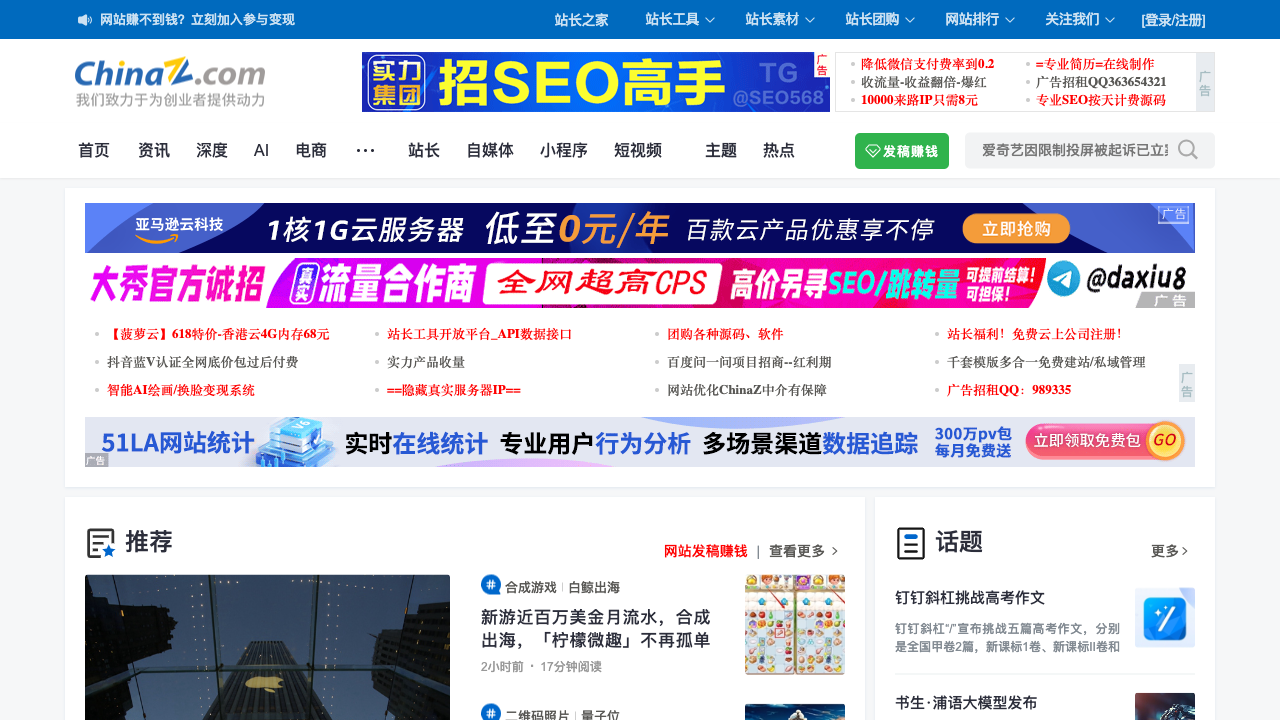 网站赚不到钱？立刻加入参与变现
站长之家 站长工具 站长素材 站长团购 网站排行 关注我们 [登录/注册]
ChinaZ.com
我们致力于为创业者提供动力
实力集团 招SEO高手 TG @SEO568 广告
降低微信支付费率到0.2 =专业简历=在线制作
收流量-收益翻倍-爆红 广告招租QQ363654321
10000来路IP只需8元 专业SEO按天计费源码
广告
首页 资讯 深度 AI 电商 ··· 站长 自媒体 小程序 短视频 主题 热点
发稿赚钱 爱奇艺因限制投屏被起诉已立案
亚马逊云科技 1核1G云服务器 低至0元/年 百款云产品优惠享不停 立即抢购 广告
大秀官方诚招 真实 流量合作商 全网超高CPS 高价另寻SEO/跳转量 可提前结算! 可担保! @daxiu8 广告
【菠萝云】618特价-香港云4G内存68元 站长工具开放平台_API数据接口 团购各种源码、软件 站长福利！免费云上公司注册！
抖音蓝V认证全网底价包过后付费 实力产品收量 百度问一问项目招商--红利期 千套模版多合一免费建站/私域管理
智能AI绘画/换脸变现系统 ==隐藏真实服务器IP== 网站优化ChinaZ中介有保障 广告招租QQ：989335
广告
51LA网站统计 V6 实时在线统计 专业用户行为分析 多场景渠道数据追踪 300万pv包 每月免费送 立即领取免费包 GO
广告
推荐
网站发稿赚钱 | 查看更多 >
# 合成游戏 | 白鲸出海
新游近百万美金月流水，合成
出海，「柠檬微趣」不再孤单
2小时前 · 17分钟阅读
# 二维码照片 | 量子位
话题
更多 >
钉钉斜杠挑战高考作文
钉钉斜杠“/”宣布挑战五篇高考作文，分别
是全国甲卷2篇，新课标1卷、新课标II卷和
书生·浦语大模型发布